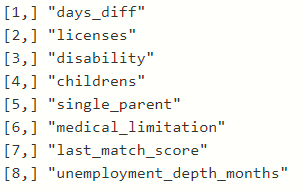 [1,] "days_diff"
[2,] "licenses"
[3,] "disability"
[4,] "childrens"
[5,] "single_parent"
[6,] "medical_limitation"
[7,] "last_match_score"
[8,] "unemployment_depth_months"